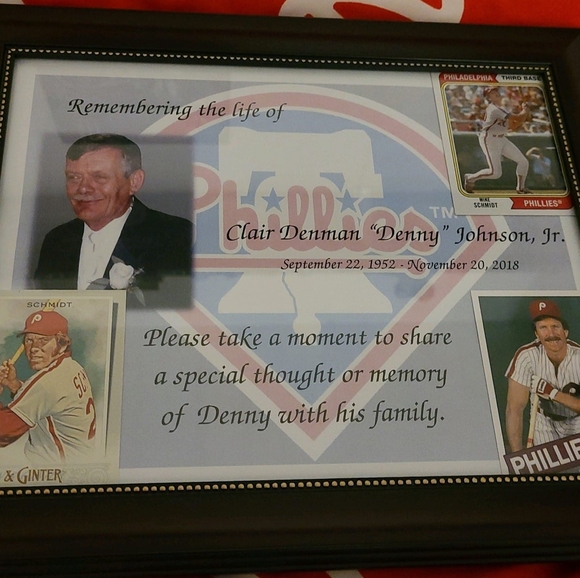 Remembering the life of
PHILADELPHIA THIRD BASE
MIKE
SCHMIDT
PHILLIES
Phillies TM
Clair Denman "Denny" Johnson, Jr.
September 22, 1952 - November 20, 2018
SCHMIDT
Please take a moment to share
a special thought or memory
of Denny with his family.
& GINTER
PHILLIE